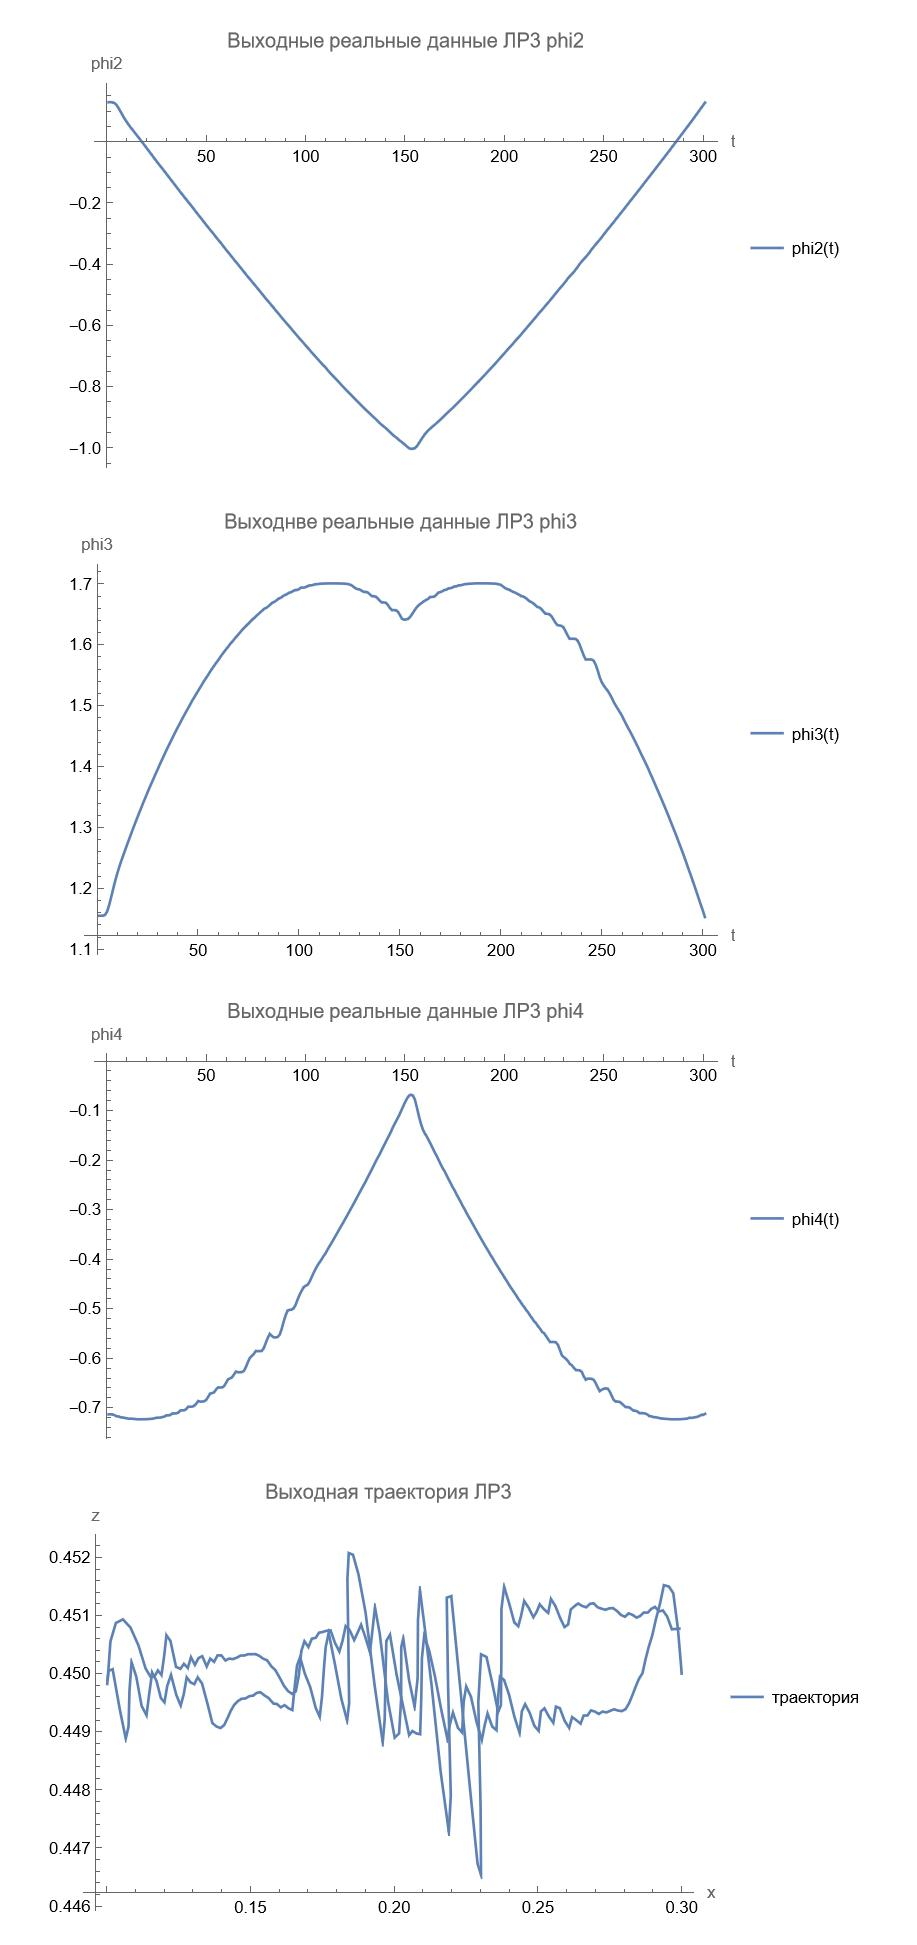 Выходные реальные данные ЛР3 phi2
phi2
50 100 150 200 250 300 t
–0.2
–0.4
–0.6
–0.8
–1.0
phi2(t)
Выходнве реальные данные ЛР3 phi3
phi3
1.7
1.6
1.5
1.4
1.3
1.2
1.1
50 100 150 200 250 300 t
phi3(t)
Выходные реальные данные ЛР3 phi4
phi4
50 100 150 200 250 300 t
–0.1
–0.2
–0.3
–0.4
–0.5
–0.6
–0.7
phi4(t)
Выходная траектория ЛР3
z
0.452
0.451
0.450
0.449
0.448
0.447
0.446
0.15 0.20 0.25 0.30 x
траектория